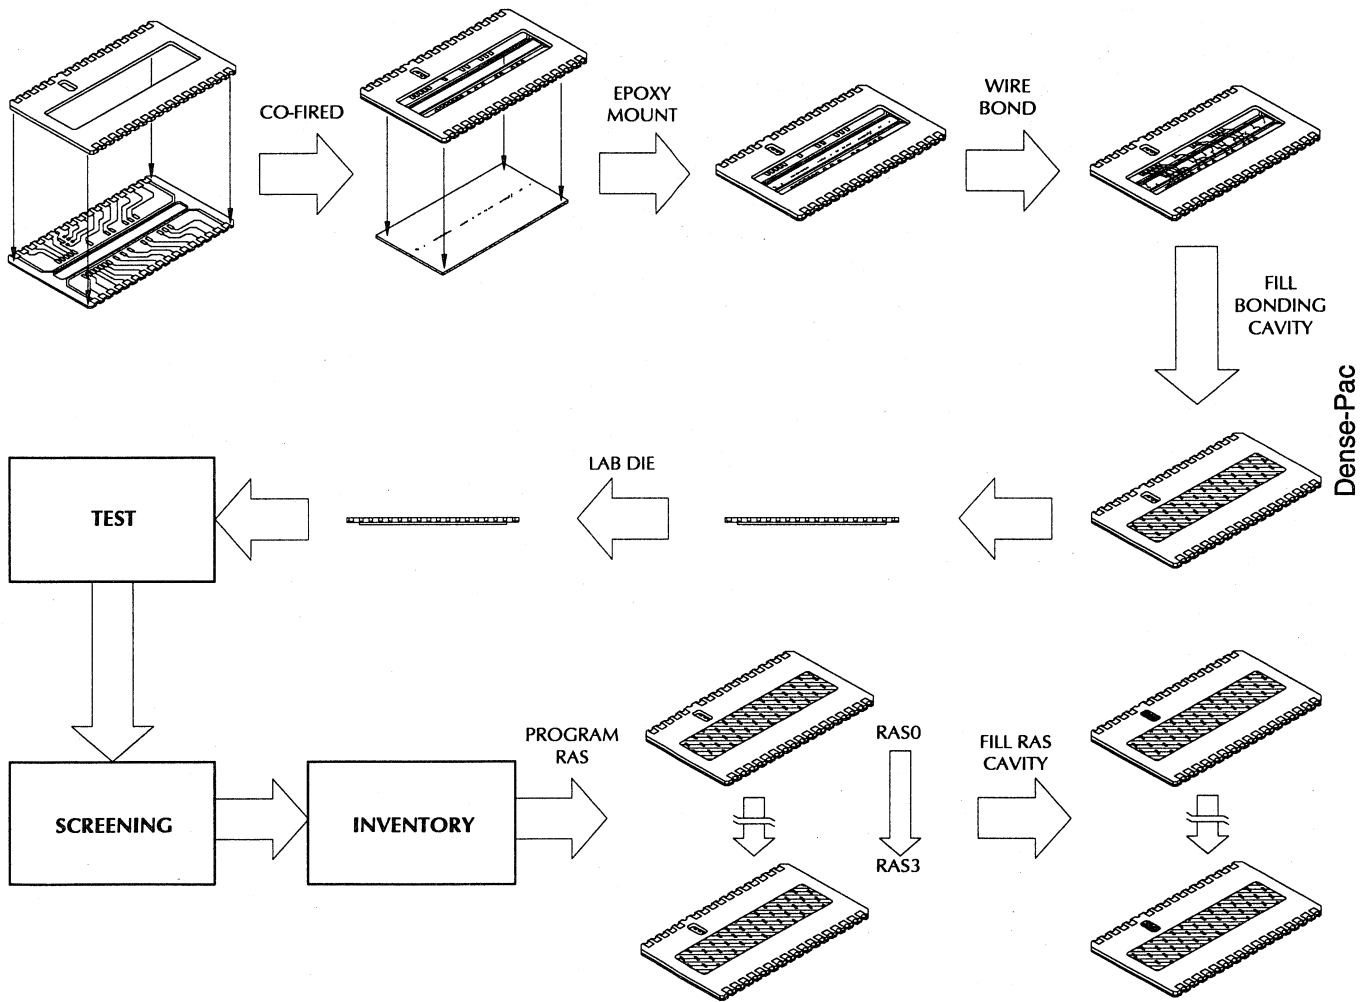 CO-FIRED
EPOXY
MOUNT
WIRE
BOND
FILL
BONDING
CAVITY
Dense-Pac
LAB DIE
TEST
SCREENING
INVENTORY
PROGRAM
RAS
RAS0
RAS3
FILL RAS
CAVITY